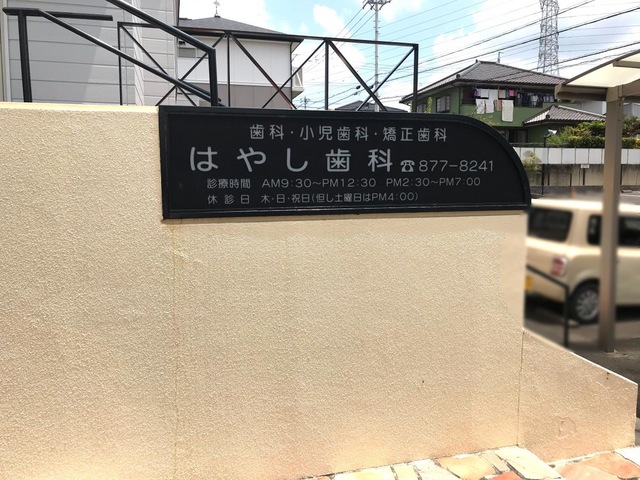 歯科・小児歯科・矯正歯科
はやし歯科 ☎877-8241
診療時間 AM9:30〜PM12:30 PM2:30〜PM7:00
休診日 木・日・祝日(但し土曜日はPM4:00)